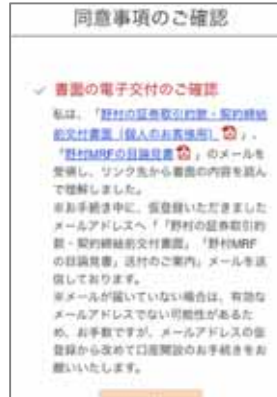 同意事項のご確認
書面の電子交付のご確認
私は、「野村の証券取引約款・契約締結
前交付書面（個人のお客様用）」、
「野村MRFの目論見書」のメールを
受領し、リンク先から書面の内容を読ん
で理解しました。
※お手続き中に、仮登録いただきました
メールアドレスへ「「野村の証券取引約
款・契約締結前交付書面」「野村MRF
の目論見書」送付のご案内」メールを送
信しております。
※メールが届いていない場合は、有効な
メールアドレスでない可能性があるた
め、お手数ですが、メールアドレスの仮
登録から改めて口座開設のお手続きをお
願いいたします。